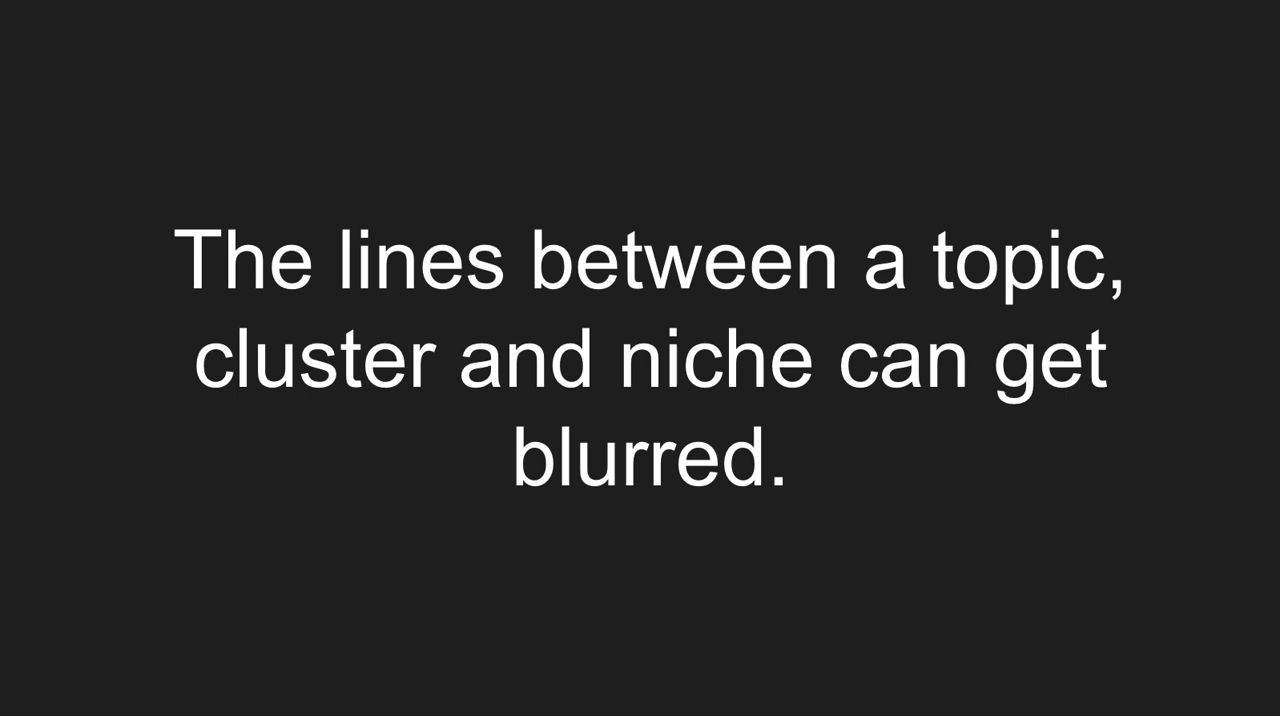 The lines between a topic,
cluster and niche can get
blurred.